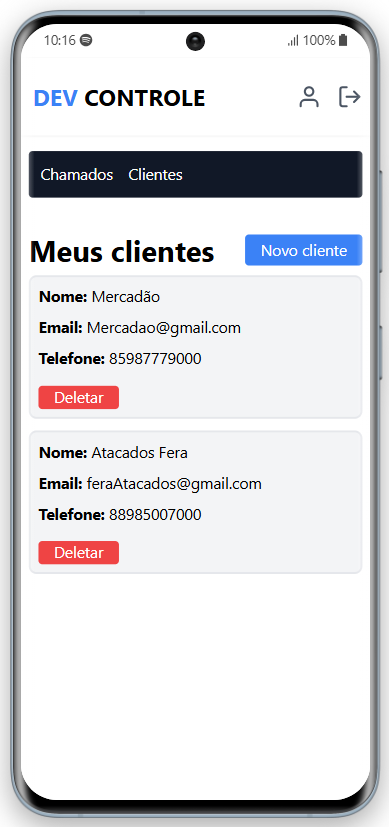 10:16 100%
DEV CONTROLE
Chamados Clientes
Meus clientes Novo cliente
Nome: Mercadão
Email: Mercadao@gmail.com
Telefone: 85987779000
Deletar
Nome: Atacados Fera
Email: feraAtacados@gmail.com
Telefone: 88985007000
Deletar